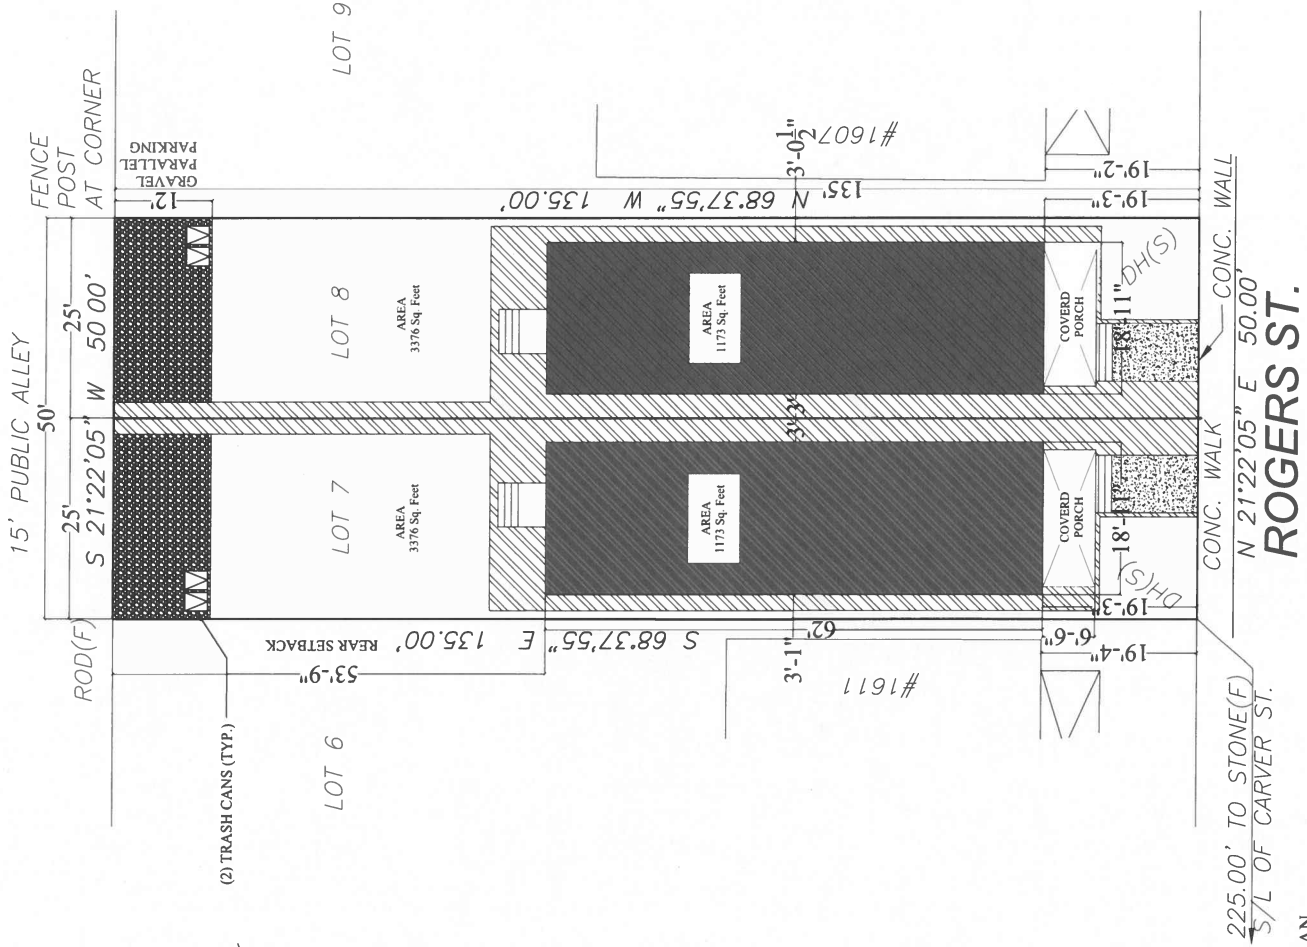 15' PUBLIC ALLEY
FENCE
POST
AT CORNER
ROD(F)
50'
25'
25'
S 21°22'05" W 50.00'
GRAVEL
PARALLEL
PARKING
12'
LOT 9
LOT 8
AREA
3376 Sq. Feet
LOT 7
AREA
3376 Sq. Feet
LOT 6
(2) TRASH CANS (TYP.)
REAR SETBACK
53'-9"
S 68°37'55" E 135.00'
N 68°37'55" W 135.00'
135'
AREA
1173 Sq. Feet
AREA
1173 Sq. Feet
62'
3'-1"
3'
3'
3'-0½"
#1607
#1611
COVERD
PORCH
COVERD
PORCH
18'-11"
18'-11"
6'-6"
19'-3"
19'-4"
19'-3"
19'-2"
DH(S)
DH(S)
CONC. WALK
CONC. WALL
N 21°22'05" E 50.00'
ROGERS ST.
225.00' TO STONE(F)
S/L OF CARVER ST.